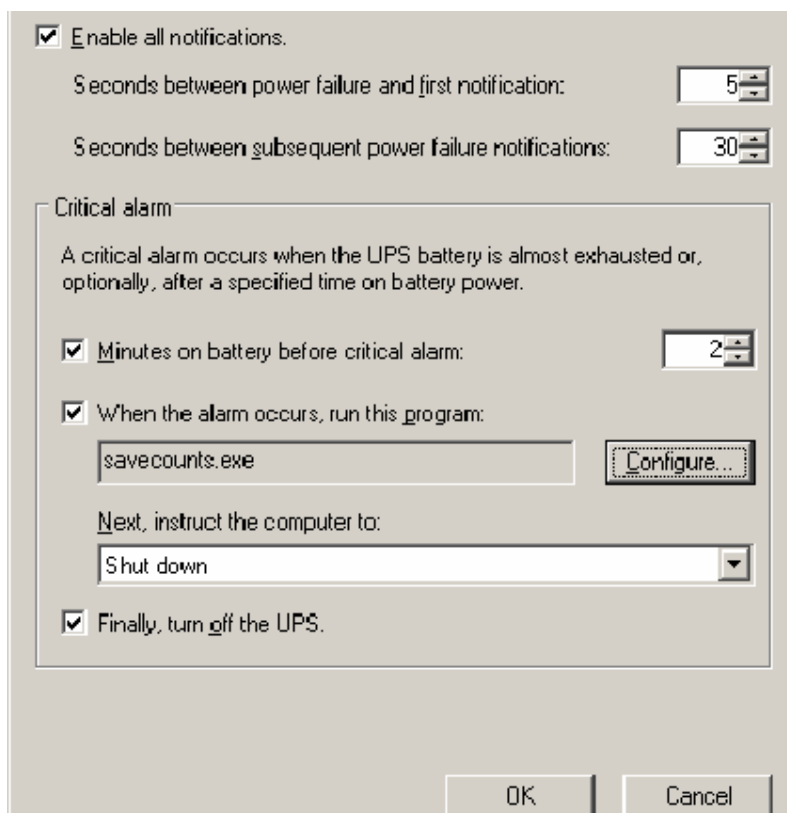 Enable all notifications.
Seconds between power failure and first notification:
5
Seconds between subsequent power failure notifications:
30
Critical alarm
A critical alarm occurs when the UPS battery is almost exhausted or,
optionally, after a specified time on battery power.
Minutes on battery before critical alarm:
2
When the alarm occurs, run this program:
savecounts.exe
Configure...
Next, instruct the computer to:
Shut down
Finally, turn off the UPS.
OK
Cancel